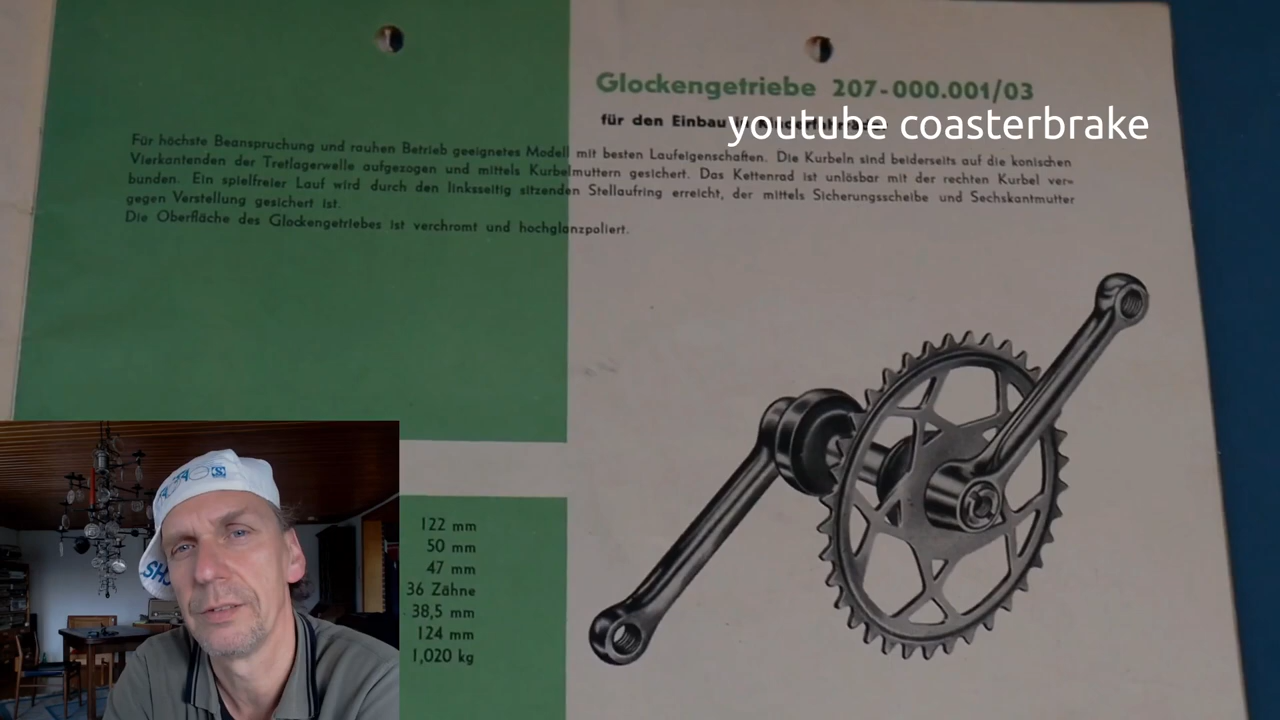 Glockengetriebe 207-000.001/03
für den Einbau
youtube coasterbrake
Für höchste Beanspruchung und rauhen Betrieb geeignetes Modell mit besten Laufeigenschaften. Die Kurbeln sind beiderseits auf die konischen
Vierkantenden der Tretlagerwelle aufgezogen und mittels Kurbelmuttern gesichert. Das Kettenrad ist unlösbar mit der rechten Kurbel ver-
bunden. Ein spielfreier Lauf wird durch den linksseitig sitzenden Stellaufring erreicht, der mittels Sicherungsscheibe und Sechskantmutter
gegen Verstellung gesichert ist.
Die Oberfläche des Glockengetriebes ist verchromt und hochglanzpoliert.
122 mm
50 mm
47 mm
36 Zähne
38,5 mm
124 mm
1,020 kg